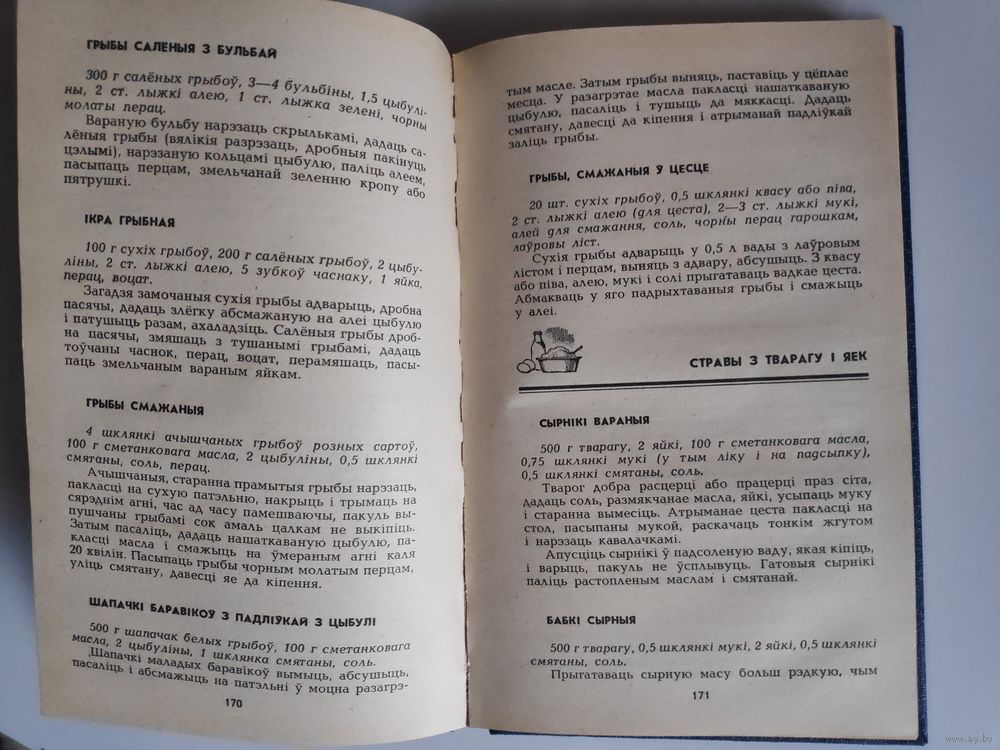 ГРЫБЫ САЛЕНЫЯ З БУЛЬБАЙ
300 г салёных грыбоў, 3—4 бульбіны, 1,5 цыбулі-
ны, 2 ст. лыжкі алею, 1 ст. лыжка зелені, чорны
молаты перац.
Вараную бульбу нарэзаць скрылькамі, дадаць са-
лёныя грыбы (вялікія разрэзаць, дробныя пакінуць
цэлымі), нарэзаную кольцамі цыбулю, паліць алеем,
пасыпаць перцам, змельчанай зеленню кропу або
пятрушкі.
ІКРА ГРЫБНАЯ
100 г сухіх грыбоў, 200 г салёных грыбоў, 2 цыбу-
ліны, 2 ст. лыжкі алею, 5 зубкоў часнаку, 1 яйка,
перац, воцат.
Загадзя замочаныя сухія грыбы адварыць, дробна
пасячы, дадаць злёгку абсмажаную на алеі цыбулю
і патушыць разам, ахаладзіць. Салёныя грыбы дроб-
на пасячы, змяшаць з тушанымі грыбамі, дадаць
тоўчаны часнок, перац, воцат, перамяшаць, пасы-
паць змельчаным вараным яйкам.
ГРЫБЫ СМАЖАНЫЯ
4 шклянкі ачышчаных грыбоў розных сартоў,
100 г сметанковага масла, 2 цыбуліны, 0,5 шклянкі
смятаны, соль, перац.
Ачышчаныя, старанна прамытыя грыбы нарэзаць,
пакласці на сухую патэльню, накрыць і трымаць на
сярэднім агні, час ад часу памешваючы, пакуль вы-
пушчаны грыбамі сок амаль цалкам не выкіпіць.
Затым пасаліць, дадаць нашаткаваную цыбулю, па-
класці масла і смажыць на ўмераным агні каля
20 хвілін. Пасыпаць грыбы чорным молатым перцам,
уліць смятану, давесці яе да кіпення.
ШАПАЧКІ БАРАВІКОЎ З ПАДЛІЎКАЙ З ЦЫБУЛІ
500 г шапачак белых грыбоў, 100 г сметанковага
масла, 2 цыбуліны, 1 шклянка смятаны, соль.
Шапачкі маладых баравікоў вымыць, абсушыць,
пасаліць і абсмажыць на патэльні ў моцна разагрэ-
170
тым масле. Затым грыбы выняць, паставіць у цёплае
месца. У разагрэтае масла пакласці нашаткаваную
цыбулю, пасаліць і тушыць да мяккасці. Дадаць
смятану, давесці да кіпення і атрыманай падліўкай
заліць грыбы.
ГРЫБЫ, СМАЖАНЫЯ Ў ЦЕСЦЕ
20 шт. сухіх грыбоў, 0,5 шклянкі квасу або піва,
2 ст. лыжкі алею (для цеста), 2—3 ст. лыжкі мукі,
алей для смажання, соль, чорны перац гарошкам,
лаўровы ліст.
Сухія грыбы адварыць у 0,5 л вады з лаўровым
лістом і перцам, выняць з адвару, абсушыць. З квасу
або піва, алею, мукі і солі прыгатаваць вадкае цеста.
Абмакваць у яго падрыхтаваныя грыбы і смажыць
у алеі.
СТРАВЫ З ТВАРАГУ І ЯЕК
СЫРНІКІ ВАРАНЫЯ
500 г тварагу, 2 яйкі, 100 г сметанковага масла,
0,75 шклянкі мукі (у тым ліку і на падсыпку),
0,5 шклянкі смятаны, соль.
Тварог добра расцерці або працерці праз сіта,
дадаць соль, размякчанае масла, яйкі, усыпаць муку
і старанна вымесіць. Атрыманае цеста пакласці на
стол, пасыпаны мукой, раскачаць тонкім жгутом
і нарэзаць кавалачкамі.
Апусціць сырнікі ў падсоленую ваду, якая кіпіць,
і варыць, пакуль не ўсплывуць. Гатовыя сырнікі
паліць растопленым маслам і смятанай.
БАБКІ СЫРНЫЯ
500 г тварагу, 0,5 шклянкі мукі, 2 яйкі, 0,5 шклянкі
смятаны, соль.
Прыгатаваць сырную масу больш рэдкую, чым
171
www.ay.by